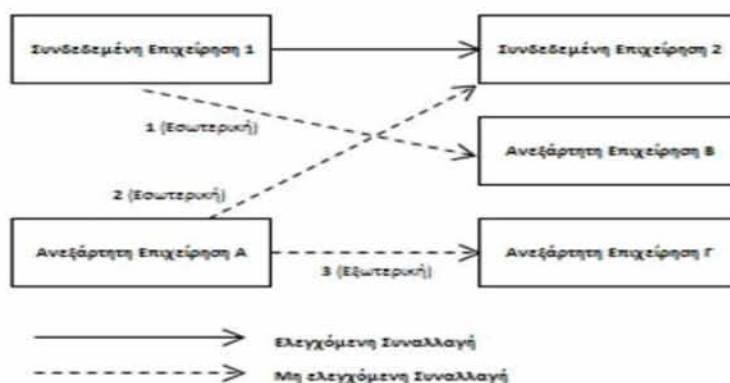 Συνδεδεμένη Επιχείρηση 1
Συνδεδεμένη Επιχείρηση 2
1 (Εσωτερική)
Ανεξάρτητη Επιχείρηση Β
2 (Εσωτερική)
Ανεξάρτητη Επιχείρηση Α
Ανεξάρτητη Επιχείρηση Γ
3 (Εξωτερική)
Ελεγχόμενη Συναλλαγή
Μη ελεγχόμενη Συναλλαγή